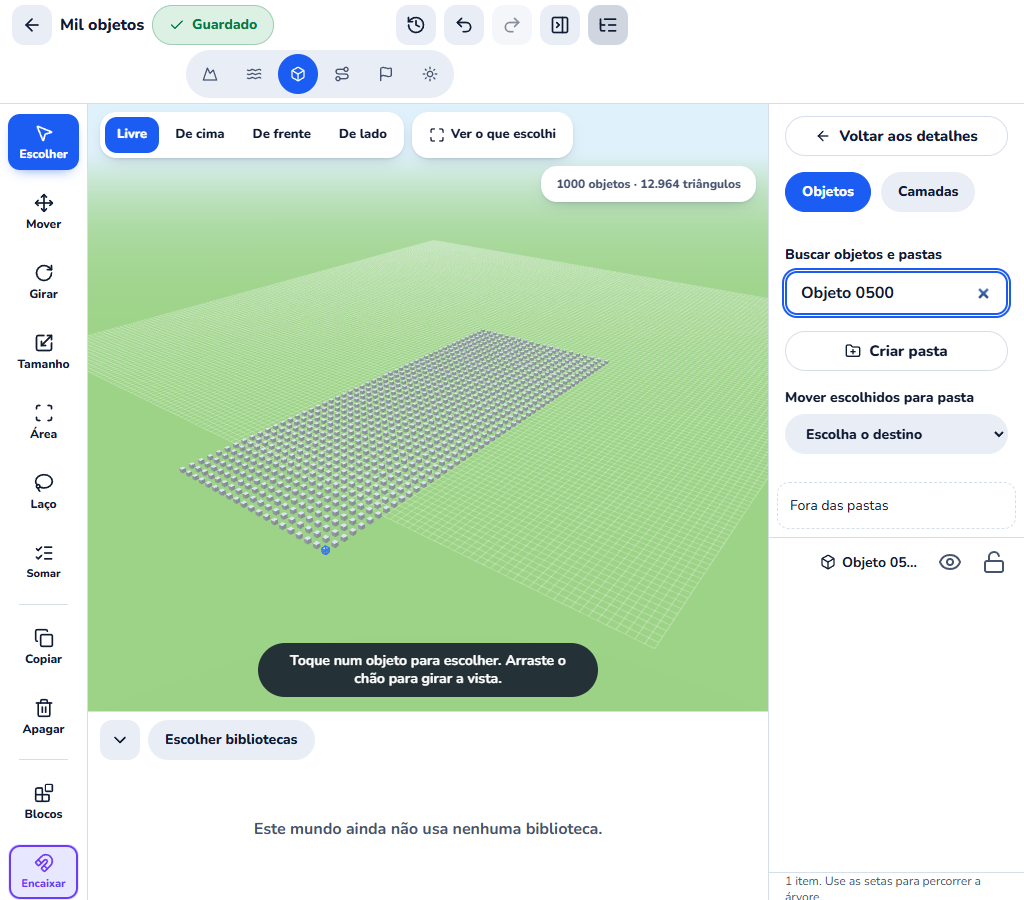 Mil objetos
Guardado
Escolher
Mover
Girar
Tamanho
Área
Laço
Somar
Copiar
Apagar
Blocos
Encaixar
Livre
De cima
De frente
De lado
Ver o que escolhi
1000 objetos · 12.964 triângulos
Toque num objeto para escolher. Arraste o
chão para girar a vista.
Escolher bibliotecas
Este mundo ainda não usa nenhuma biblioteca.
Voltar aos detalhes
Objetos
Camadas
Buscar objetos e pastas
Objeto 0500
Criar pasta
Mover escolhidos para pasta
Escolha o destino
Fora das pastas
Objeto 05...
1 item. Use as setas para percorrer a
árvore.